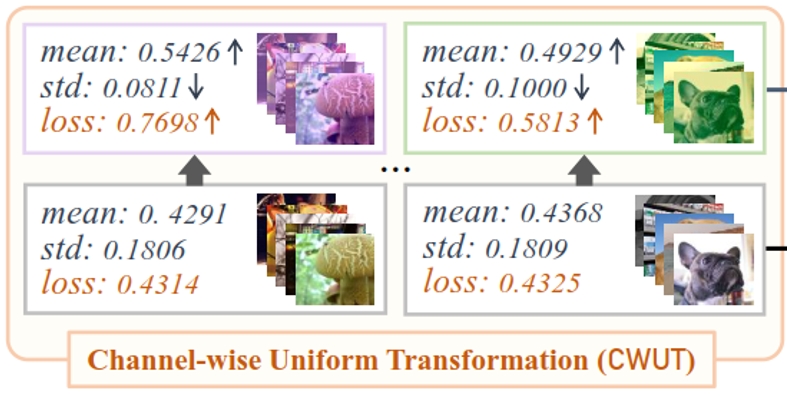 mean: 0.5426↑
std: 0.0811↓
loss: 0.7698↑
mean: 0.4929↑
std: 0.1000↓
loss: 0.5813↑
...
mean: 0. 4291
std: 0.1806
loss: 0.4314
mean: 0.4368
std: 0.1809
loss: 0.4325
Channel-wise Uniform Transformation (CWUT)